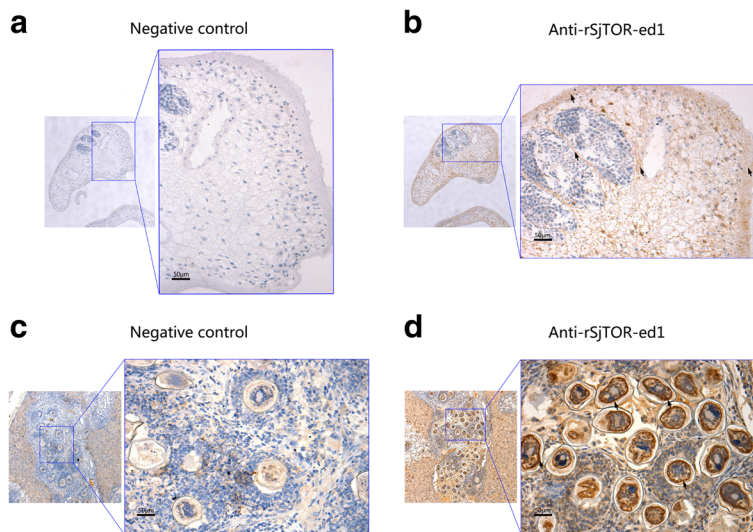 a
Negative control
50μm
b
Anti-rSjTOR-ed1
50μm
c
Negative control
50μm
d
Anti-rSjTOR-ed1
50μm